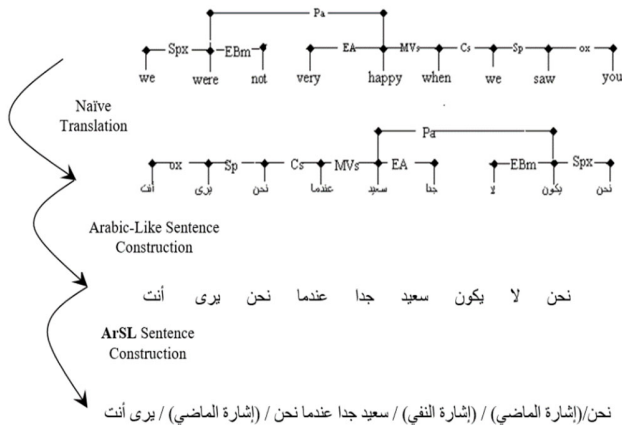 Pa
Spx EBm EA MVs Cs Sp ox
we were not very happy when we saw you
Naïve
Translation
Pa
ox Sp Cs MVs EA EBm Spx
نحن يكون لا جدا سعيد عندما نحن يرى أنت
Arabic-Like Sentence
Construction
نحن لا يكون سعيد جدا عندما نحن يرى أنت
ArSL Sentence
Construction
نحن/(إشارة الماضي) / (إشارة النفي) / سعيد جدا عندما نحن / (إشارة الماضي) / يرى أنت